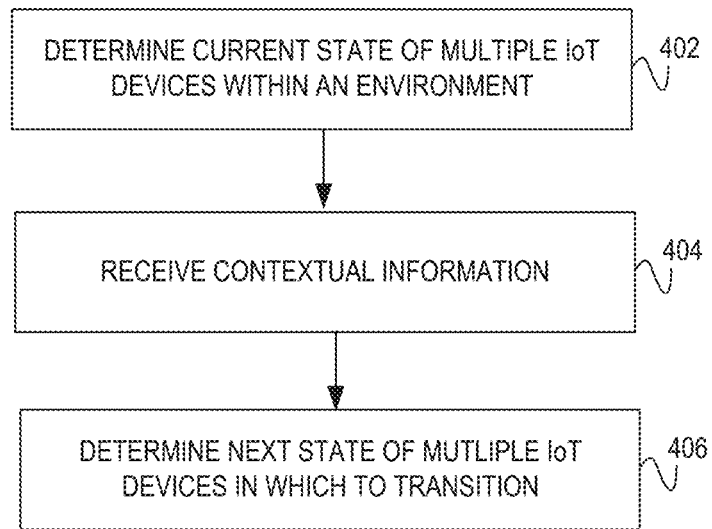 DETERMINE CURRENT STATE OF MULTIPLE IoT
DEVICES WITHIN AN ENVIRONMENT
402
RECEIVE CONTEXTUAL INFORMATION
404
DETERMINE NEXT STATE OF MUTLIPLE IoT
DEVICES IN WHICH TO TRANSITION
406